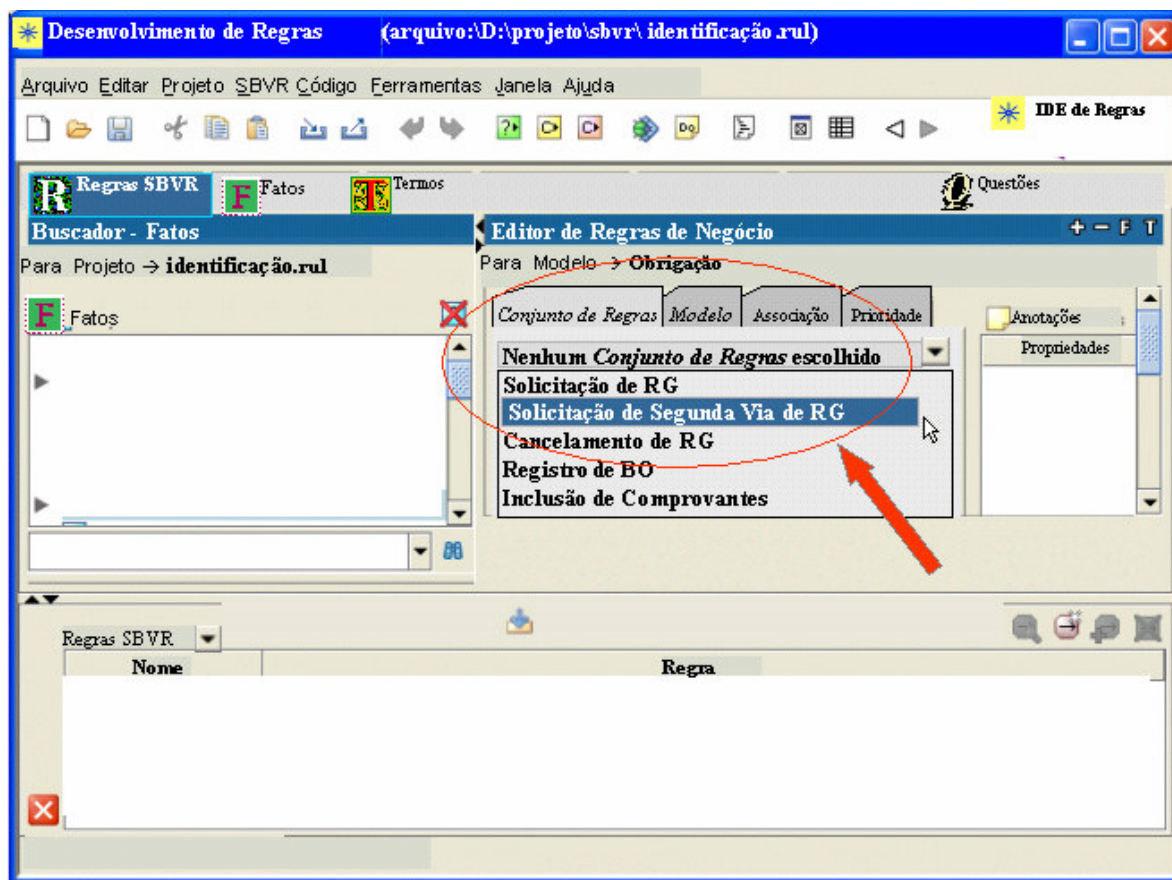 Desenvolvimento de Regras (arquivo:\D:\projeto\sbvr\ identificação.rul)
Arquivo Editar Projeto SBVR Código Ferramentas Janela Ajuda
IDE de Regras
R Regras SBVR F Fatos T Termos Questões
Buscador - Fatos
Para Projeto → identificação.rul
F Fatos
Editor de Regras de Negócio + - F T
Para Modelo → Obrigação
Conjunto de Regras Modelo Associação Prioridade
Nenhum Conjunto de Regras escolhido
Solicitação de RG
Solicitação de Segunda Via de RG
Cancelamento de RG
Registro de BO
Inclusão de Comprovantes
Anotações
Propriedades
Regras SBVR
Nome Regra